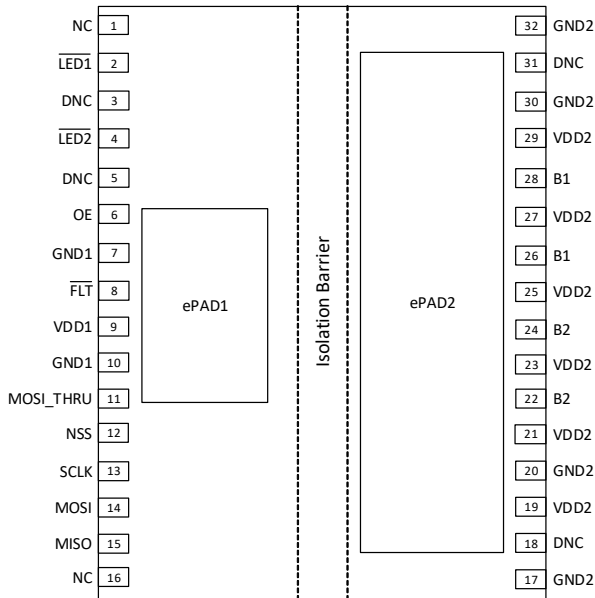 NC 1
LED1 2
DNC 3
LED2 4
DNC 5
OE 6
GND1 7
FLT 8
VDD1 9
GND1 10
MOSI_THRU 11
NSS 12
SCLK 13
MOSI 14
MISO 15
NC 16
ePAD1
Isolation Barrier
ePAD2
32 GND2
31 DNC
30 GND2
29 VDD2
28 B1
27 VDD2
26 B1
25 VDD2
24 B2
23 VDD2
22 B2
21 VDD2
20 GND2
19 VDD2
18 DNC
17 GND2